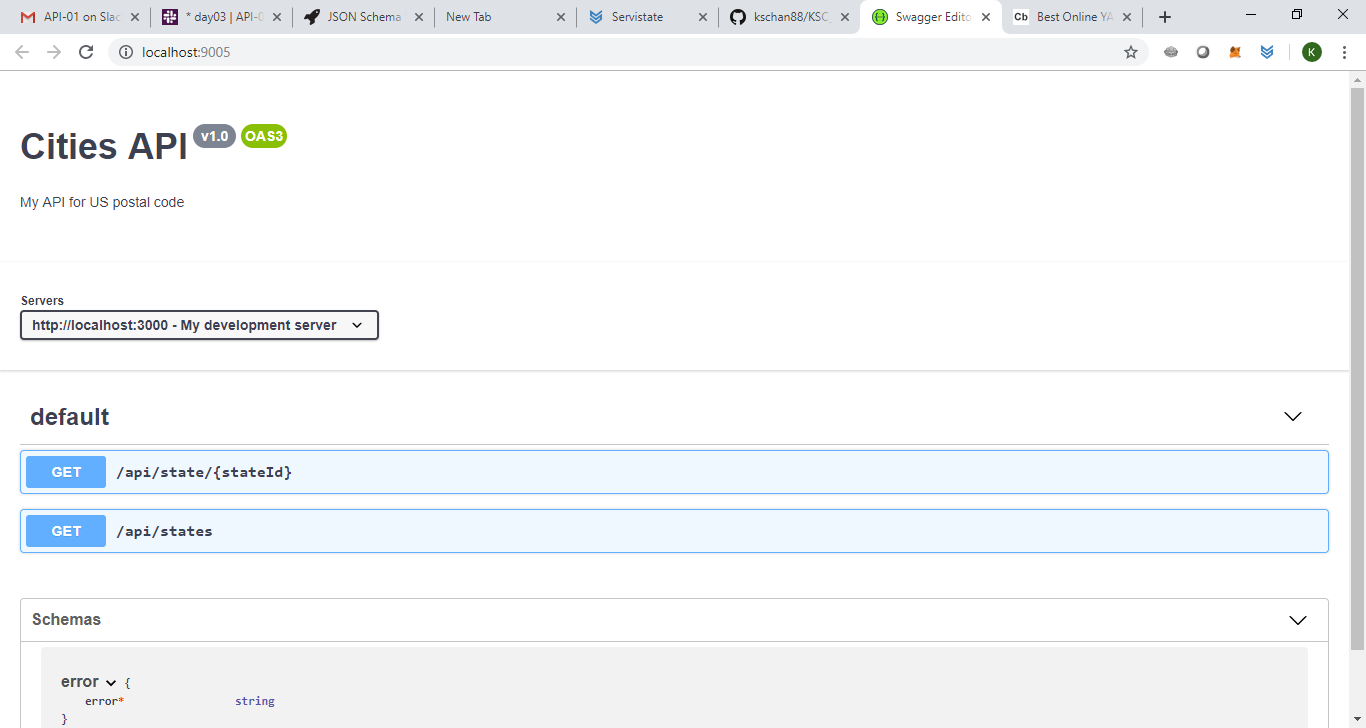 API-01 on Slac
* day03 | API-0
JSON Schema
New Tab
Servistate
kschan88/KSC_
Swagger Edito
Cb Best Online YA
localhost:9005
K
Cities API v1.0 OAS3
My API for US postal code
Servers
http://localhost:3000 - My development server
default
GET /api/state/{stateId}
GET /api/states
Schemas
error {
error* string
}